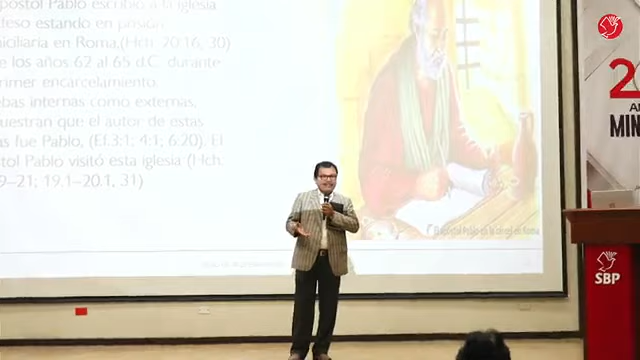 póstol Pablo escribió a la iglesia
feso estando en prisión
miciliaria en Roma.(Hch. 20:16, 30)
e los años 62 al 65 d.C. durante
rimer encarcelamiento.
ebas internas como externas,
uestran que el autor de estas
as fue Pablo, (Ef.3:1; 4:1; 6:20). El
stol Pablo visitó esta iglesia (Hch.
9–21; 19.1–20.1, 31)
MIN
SBP